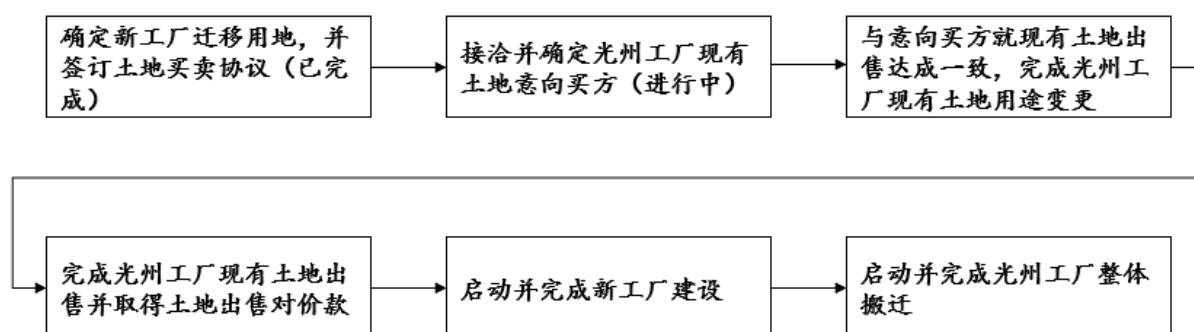 确定新工厂迁移用地，并
签订土地买卖协议（已完
成）
接洽并确定光州工厂现有
土地意向买方（进行中）
与意向买方就现有土地出
售达成一致，完成光州工
厂现有土地用途变更
完成光州工厂现有土地出
售并取得土地出售对价款
启动并完成新工厂建设
启动并完成光州工厂整体
搬迁